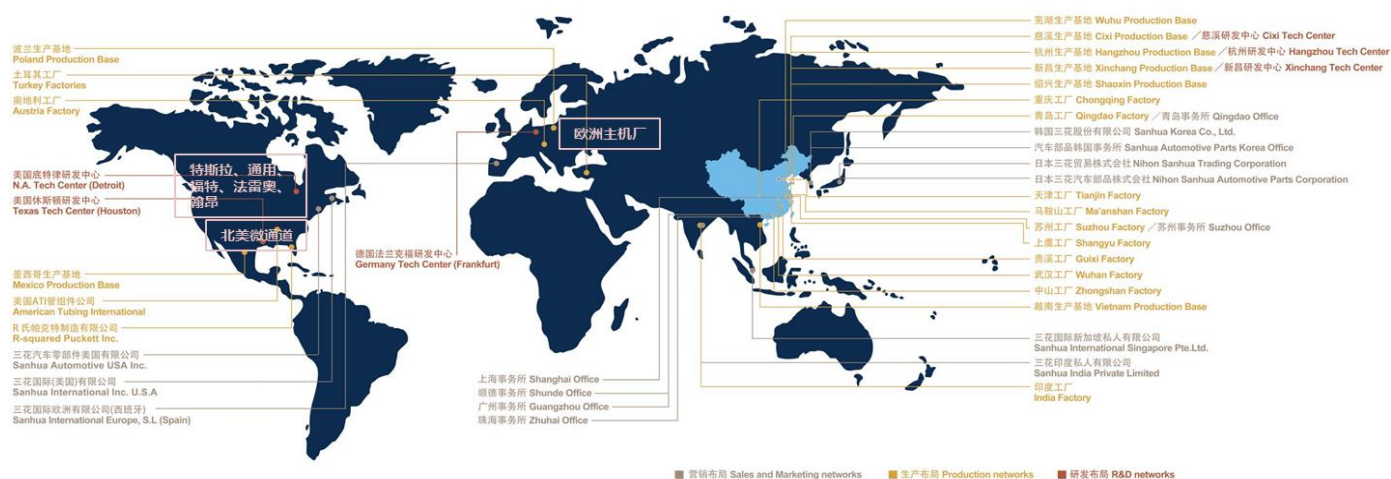 波兰生产基地
Poland Production Base
土耳其工厂
Turkey Factories
奥地利工厂
Austria Factory
美国底特律研发中心
N.A. Tech Center (Detroit)
美国休斯顿研发中心
Texas Tech Center (Houston)
墨西哥生产基地
Mexico Production Base
美国ATI管组件公司
American Tubing International
R 氏帕克特制造有限公司
R-squared Puckett Inc.
三花汽车零部件美国有限公司
Sanhua Automotive USA Inc.
三花国际(美国)有限公司
Sanhua International Inc. U.S.A
三花国际欧洲有限公司(西班牙)
Sanhua International Europe, S.L (Spain)
特斯拉、通用、
福特、法雷奥、
翰昂
北美微通道
欧洲主机厂
德国法兰克福研发中心
Germany Tech Center (Frankfurt)
上海事务所 Shanghai Office
顺德事务所 Shunde Office
广州事务所 Guangzhou Office
珠海事务所 Zhuhai Office
芜湖生产基地 Wuhu Production Base
慈溪生产基地 Cixi Production Base ／慈溪研发中心 Cixi Tech Center
杭州生产基地 Hangzhou Production Base／杭州研发中心 Hangzhou Tech Center
新昌生产基地 Xinchang Production Base／新昌研发中心 Xinchang Tech Center
绍兴生产基地 Shaoxin Production Base
重庆工厂 Chongqing Factory
青岛工厂 Qingdao Factory ／青岛事务所 Qingdao Office
韩国三花股份有限公司 Sanhua Korea Co., Ltd.
汽车部品韩国事务所 Sanhua Automotive Parts Korea Office
日本三花贸易株式会社 Nihon Sanhua Trading Corporation
日本三花汽车部品株式会社 Nihon Sanhua Automotive Parts Corporation
天津工厂 Tianjin Factory
马鞍山工厂 Ma'anshan Factory
苏州工厂 Suzhou Factory ／苏州事务所 Suzhou Office
上虞工厂 Shangyu Factory
贵溪工厂 Guixi Factory
武汉工厂 Wuhan Factory
中山工厂 Zhongshan Factory
越南生产基地 Vietnam Production Base
三花国际新加坡私人有限公司
Sanhua International Singapore Pte.Ltd.
三花印度私人有限公司
Sanhua India Private Limited
印度工厂
India Factory
营销布局 Sales and Marketing networks
生产布局 Production networks
研发布局 R&D networks